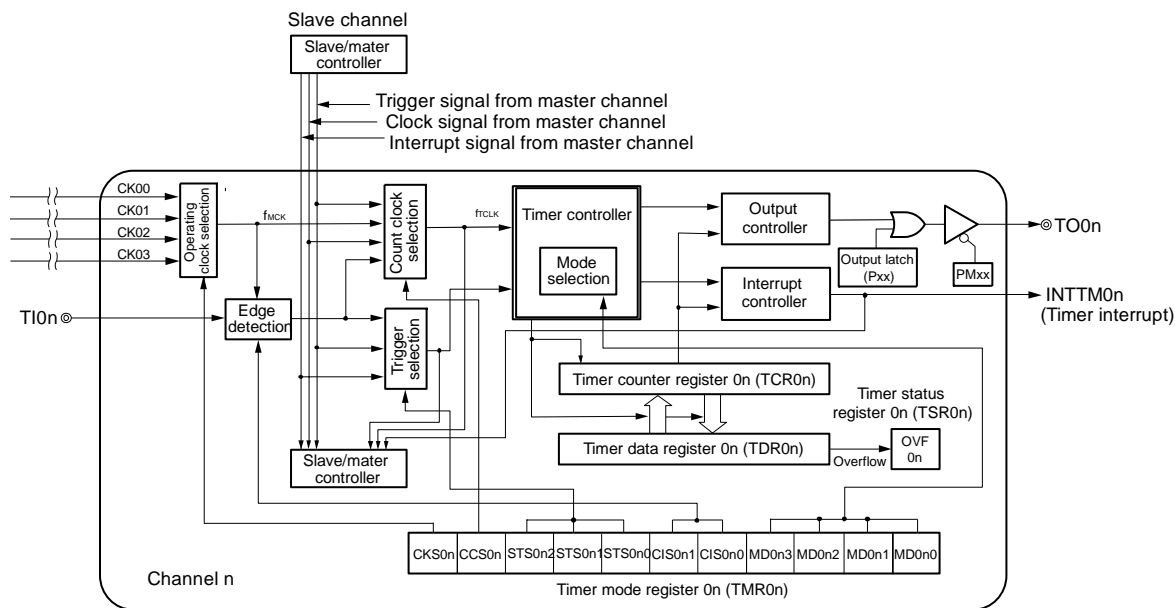 Slave channel
Slave/mater
controller
Trigger signal from master channel
Clock signal from master channel
Interrupt signal from master channel
CK00
CK01
CK02
CK03
Operating
clock selection
fMCK
Count clock
selection
fTCLK
Timer controller
Mode
selection
Output
controller
Output latch
(Pxx)
PMxx
TO0n
Interrupt
controller
INTTM0n
(Timer interrupt)
TI0n
Edge
detection
Trigger
selection
Timer counter register 0n (TCR0n)
Timer status
register 0n (TSR0n)
Slave/mater
controller
Timer data register 0n (TDR0n)
Overflow
OVF
0n
CKS0n
CCS0n
STS0n2
STS0n1
STS0n0
CIS0n1
CIS0n0
MD0n3
MD0n2
MD0n1
MD0n0
Channel n
Timer mode register 0n (TMR0n)